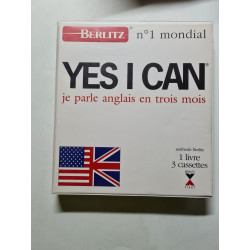 BERLITZ® n°1 mondial
YES I CAN®
je parle anglais en trois mois
méthode Berlitz
1 livre
3 cassettes